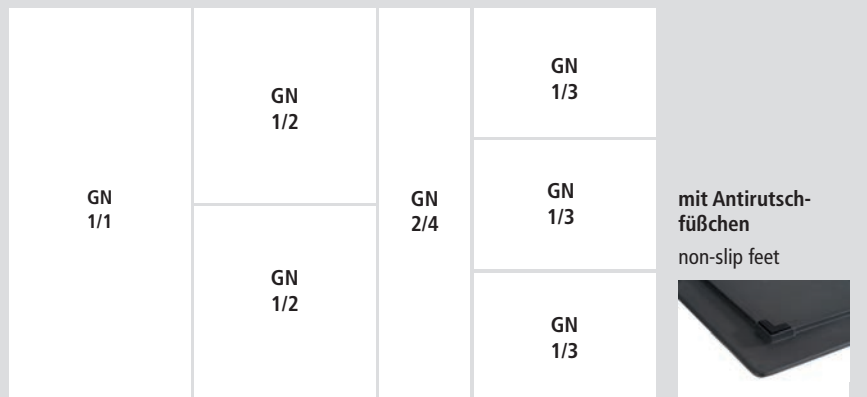 GN
1/1
GN
1/2
GN
1/2
GN
2/4
GN
1/3
GN
1/3
GN
1/3
mit Antirutsch-
füßchen
non-slip feet